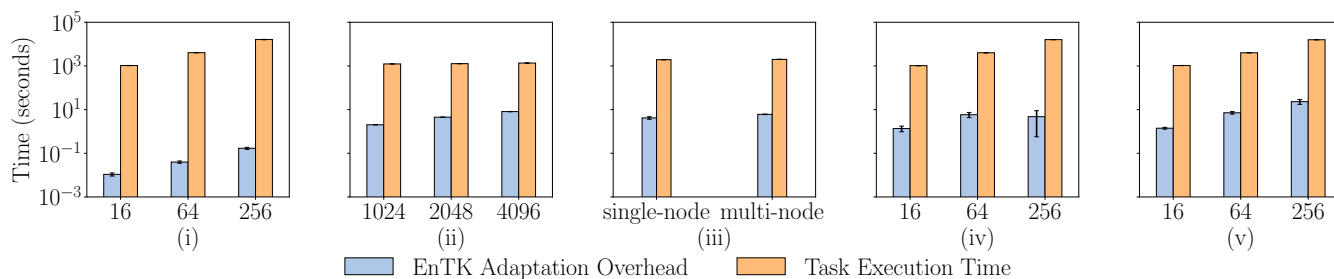 Time (seconds)
10^5
10^3
10^1
10^−1
10^−3
16 64 256
(i)
1024 2048 4096
(ii)
single-node multi-node
(iii)
16 64 256
(iv)
16 64 256
(v)
EnTK Adaptation Overhead Task Execution Time